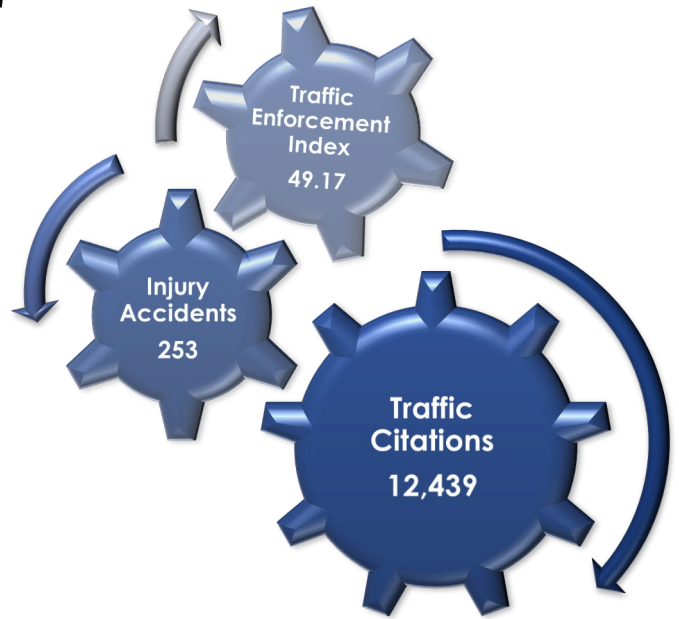 Traffic
Enforcement
Index
49.17
Injury
Accidents
253
Traffic
Citations
12,439